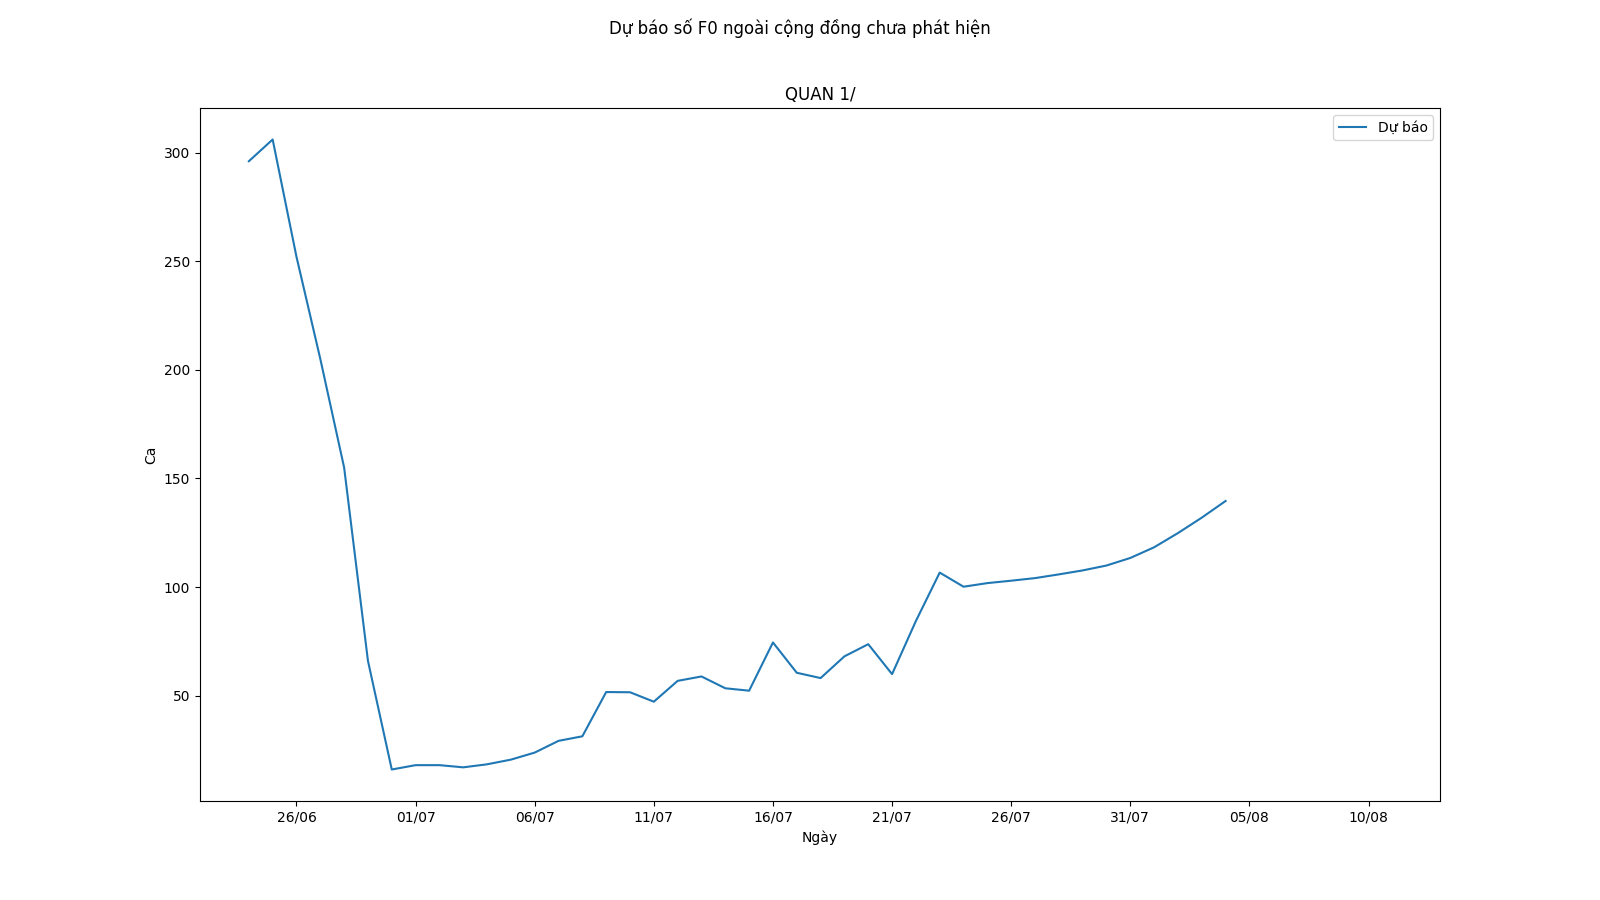 Dự báo số F0 ngoài cộng đồng chưa phát hiện
QUAN 1/
Dự báo
300
250
200
150
100
50
Ca
26/06 01/07 06/07 11/07 16/07 21/07 26/07 31/07 05/08 10/08
Ngày